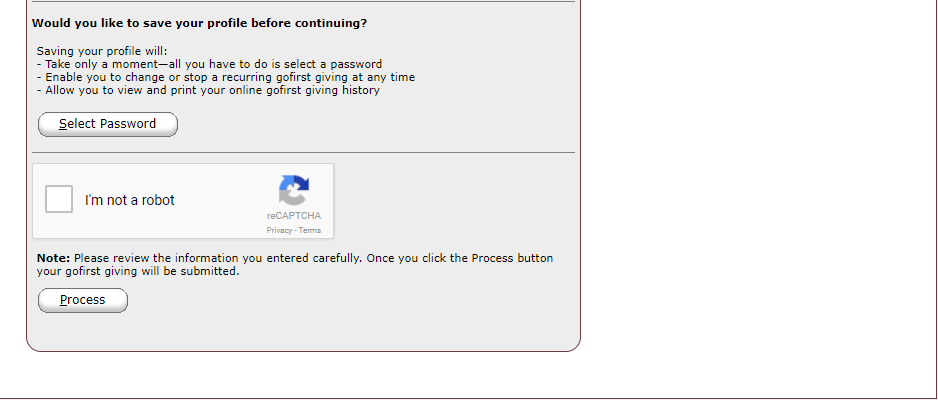 Would you like to save your profile before continuing?
Saving your profile will:
- Take only a moment—all you have to do is select a password
- Enable you to change or stop a recurring gofirst giving at any time
- Allow you to view and print your online gofirst giving history
Select Password
I'm not a robot
reCAPTCHA
Privacy - Terms
Note: Please review the information you entered carefully. Once you click the Process button
your gofirst giving will be submitted.
Process